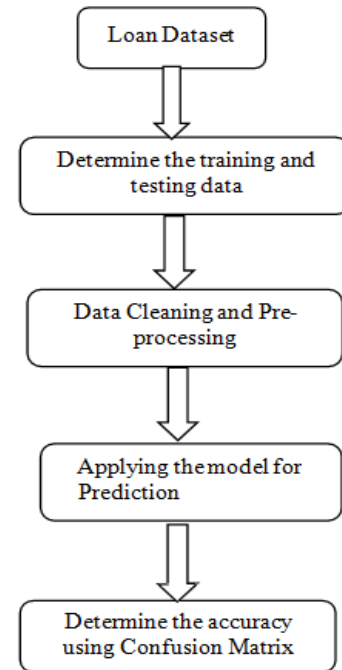 Loan Dataset
Determine the training and
testing data
Data Cleaning and Pre-
processing
Applying the model for
Prediction
Determine the accuracy
using Confusion Matrix